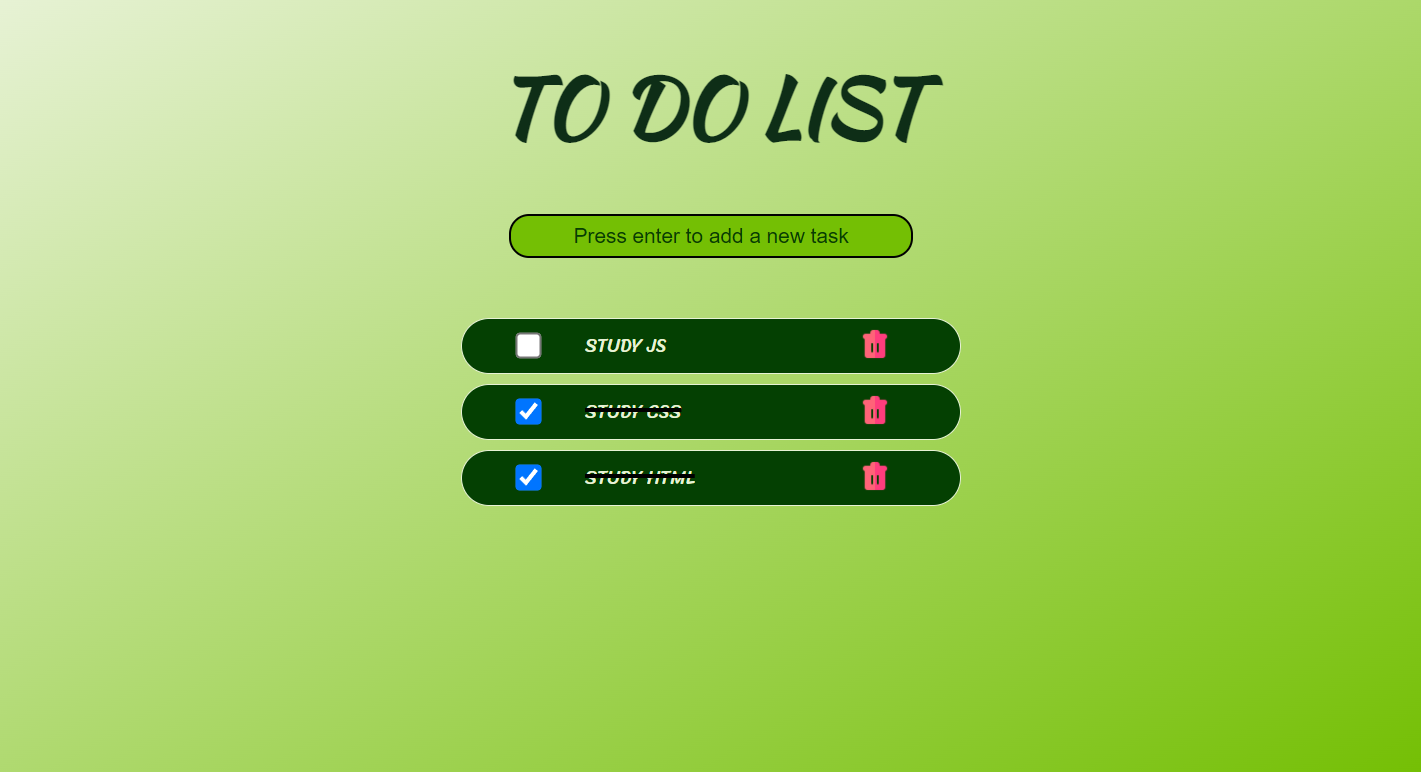 TO DO LIST
Press enter to add a new task
STUDY JS
STUDY CSS
STUDY HTML